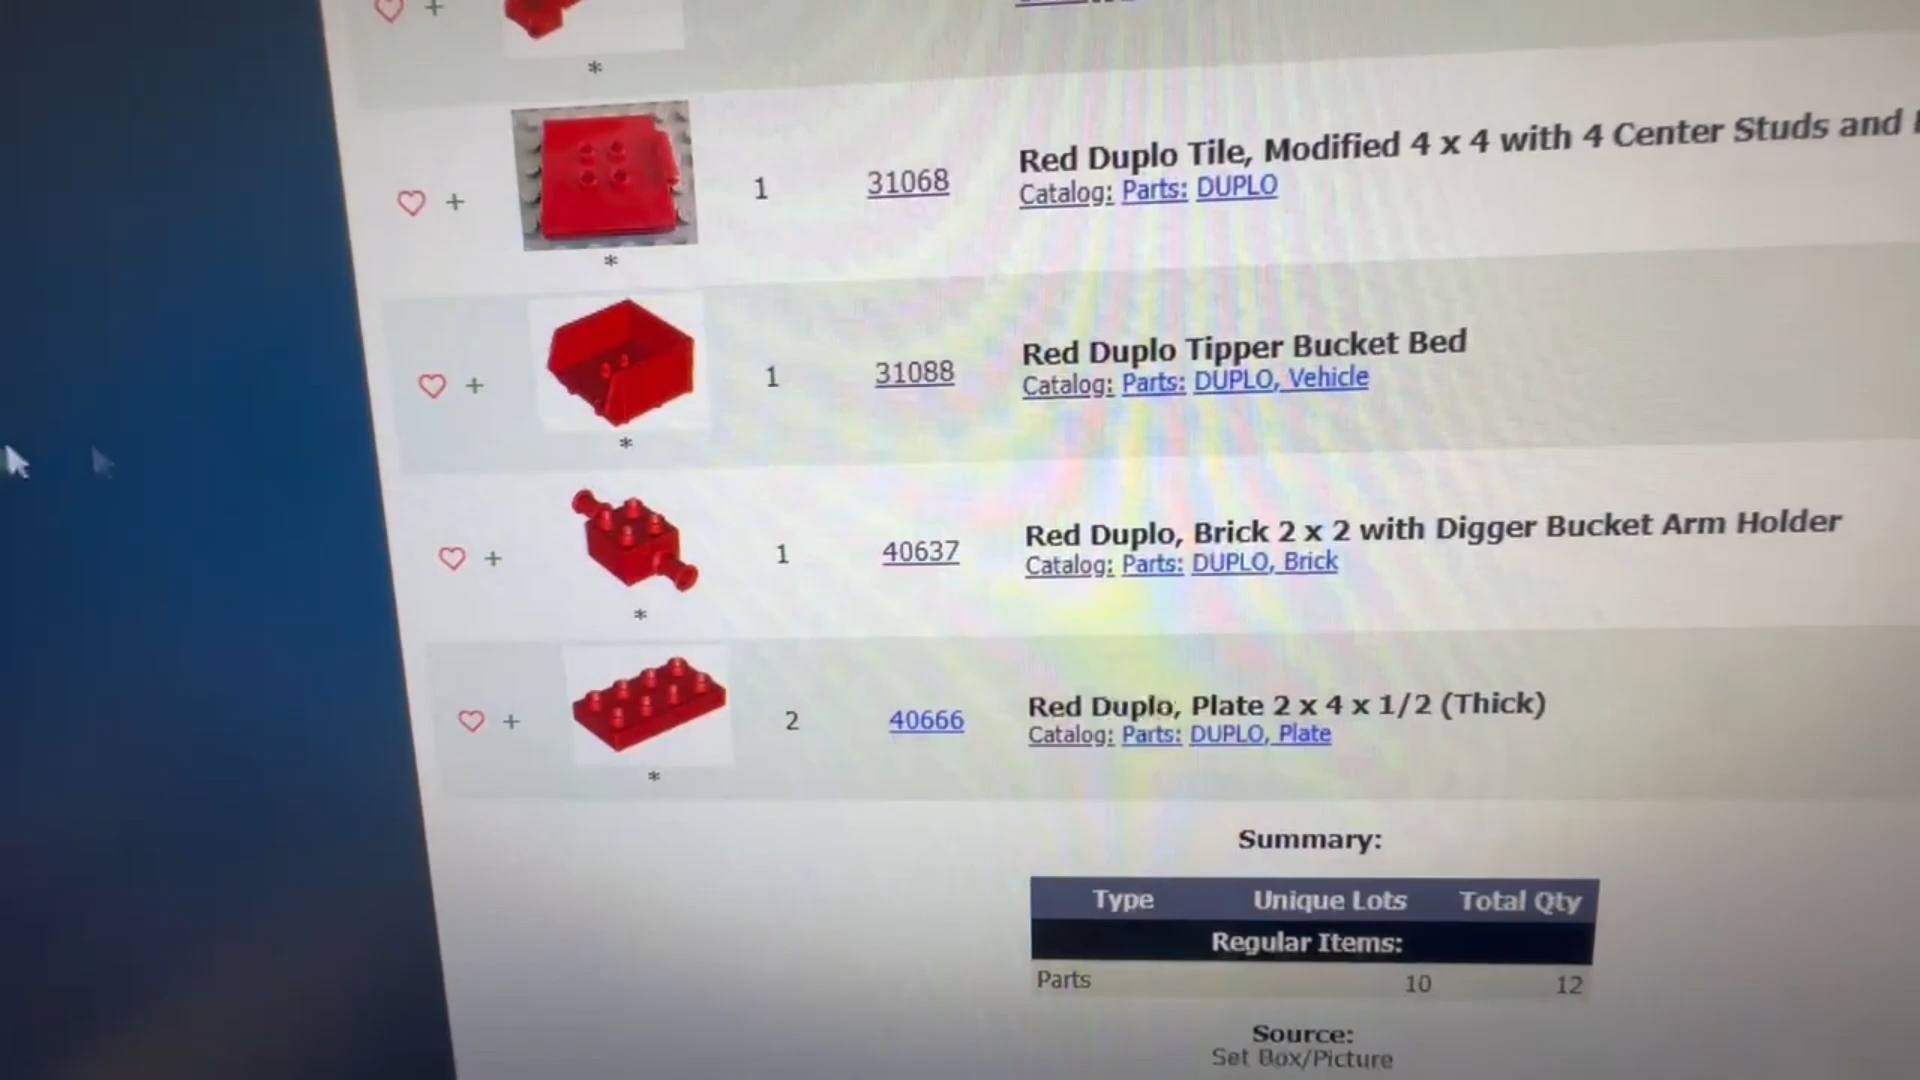 *
Red Duplo Tile, Modified 4 x 4 with 4 Center Studs and
1 31068
Catalog: Parts: DUPLO
*
Red Duplo Tipper Bucket Bed
1 31088
Catalog: Parts: DUPLO, Vehicle
*
Red Duplo, Brick 2 x 2 with Digger Bucket Arm Holder
1 40637
Catalog: Parts: DUPLO, Brick
*
Red Duplo, Plate 2 x 4 x 1/2 (Thick)
2 40666
Catalog: Parts: DUPLO, Plate
*
Summary:
Type Unique Lots Total Qty
Regular Items:
Parts 10 12
Source:
Set Box/Picture